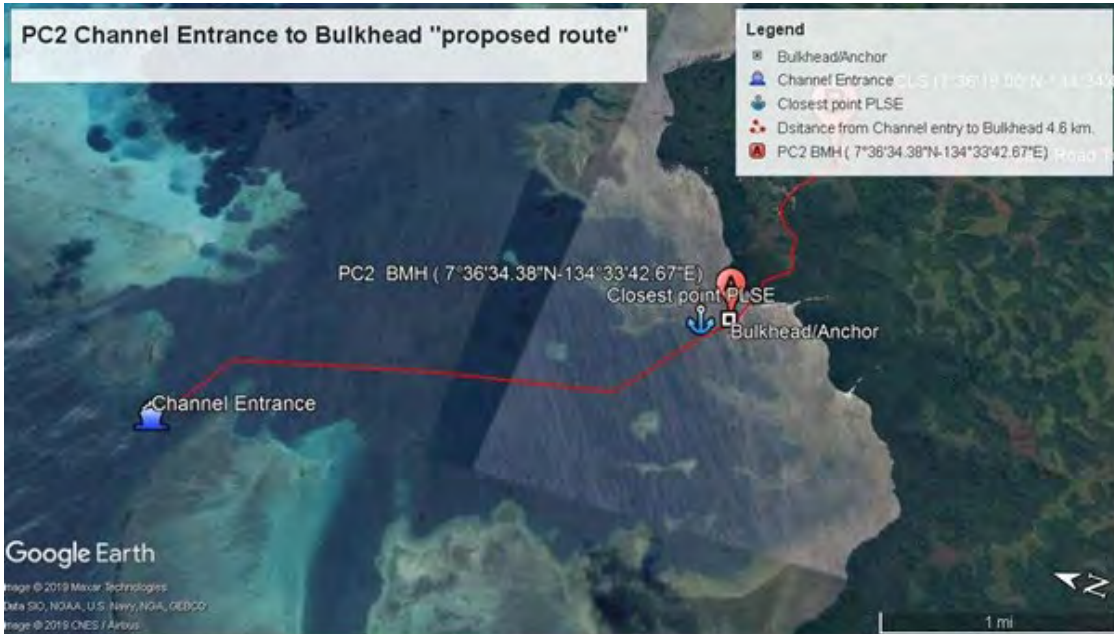 PC2 Channel Entrance to Bulkhead "proposed route"
Legend
Bulkhead/Anchor
Channel Entrance
Closest point PLSE
Dsitance from Channel entry to Bulkhead 4.6 km.
PC2 BMH ( 7°36'34.38"N-134°33'42.67"E)
PC2 BMH ( 7°36'34.38"N-134°33'42.67"E)
Closest point PLSE
Bulkhead/Anchor
Channel Entrance
Google Earth
Image © 2019 Maxar Technologies
Data SIO, NOAA, U.S. Navy, NGA, GEBCO
Image © 2019 CNES / Airbus
N
1 mi